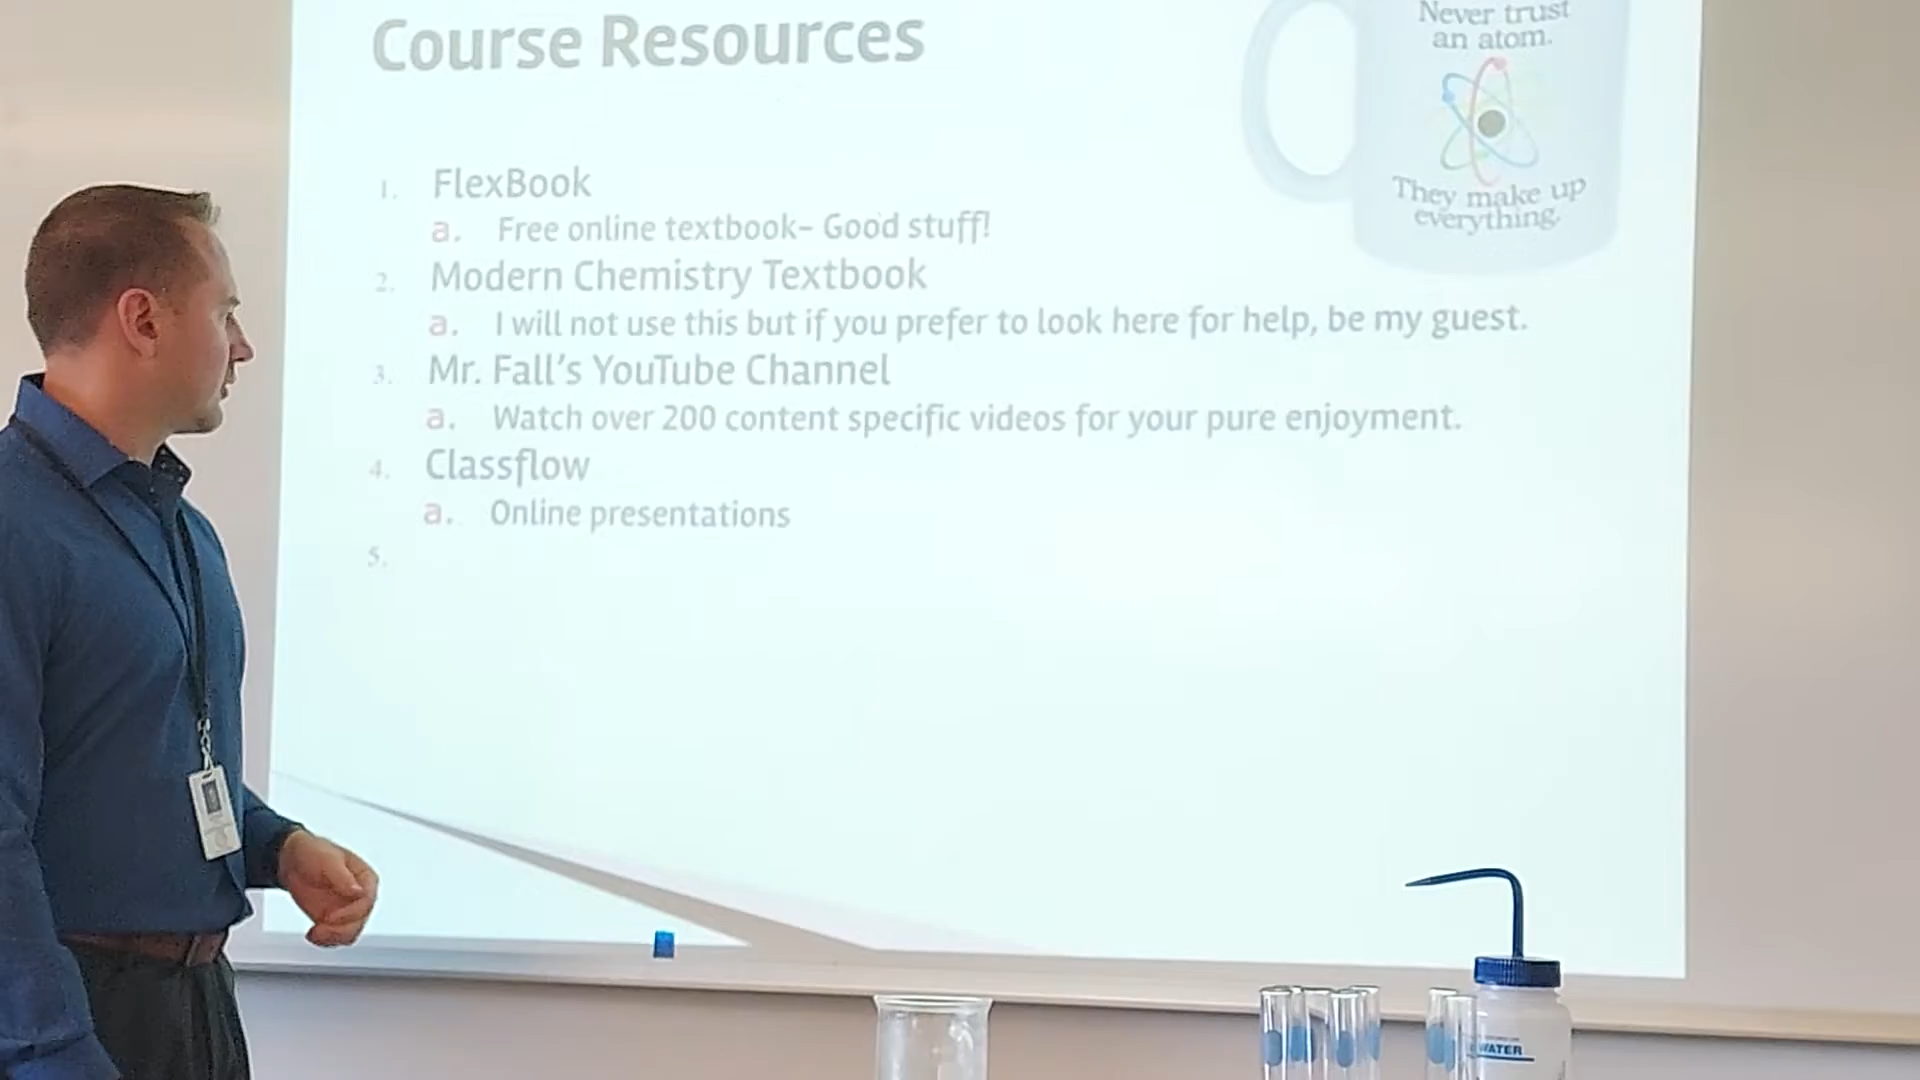 Course Resources
Never trust
an atom.
They make up
everything.
1. FlexBook
a. Free online textbook– Good stuff!
2. Modern Chemistry Textbook
a. I will not use this but if you prefer to look here for help, be my guest.
3. Mr. Fall's YouTube Channel
a. Watch over 200 content specific videos for your pure enjoyment.
4. Classflow
a. Online presentations
5.
WATER